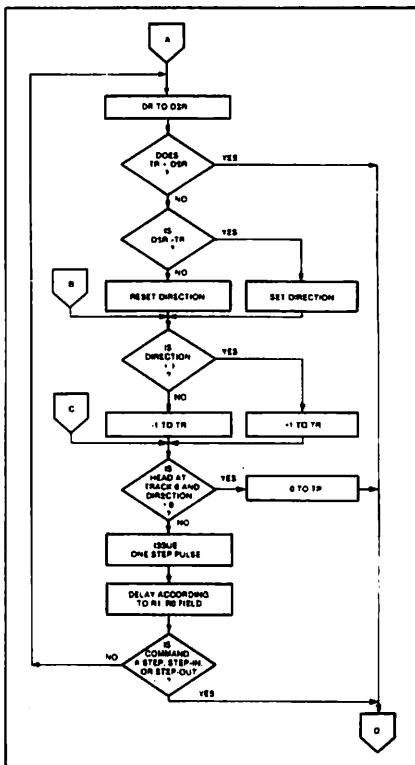 A
DR TO DSR
DOES
TR = DSR
?
YES
NO
IS
DSR > TR
?
YES
NO
B
RESET DIRECTION
SET DIRECTION
IS
DIRECTION
= 1
?
YES
NO
C
-1 TO TR
+1 TO TR
IS
HEAD AT
TRACK 0 AND
DIRECTION
= 0
?
YES
0 TO TR
NO
ISSUE
ONE STEP PULSE
DELAY ACCORDING
TO R1, R0 FIELD
IS
COMMAND
A STEP, STEP-IN,
OR STEP-OUT
?
NO
YES
D